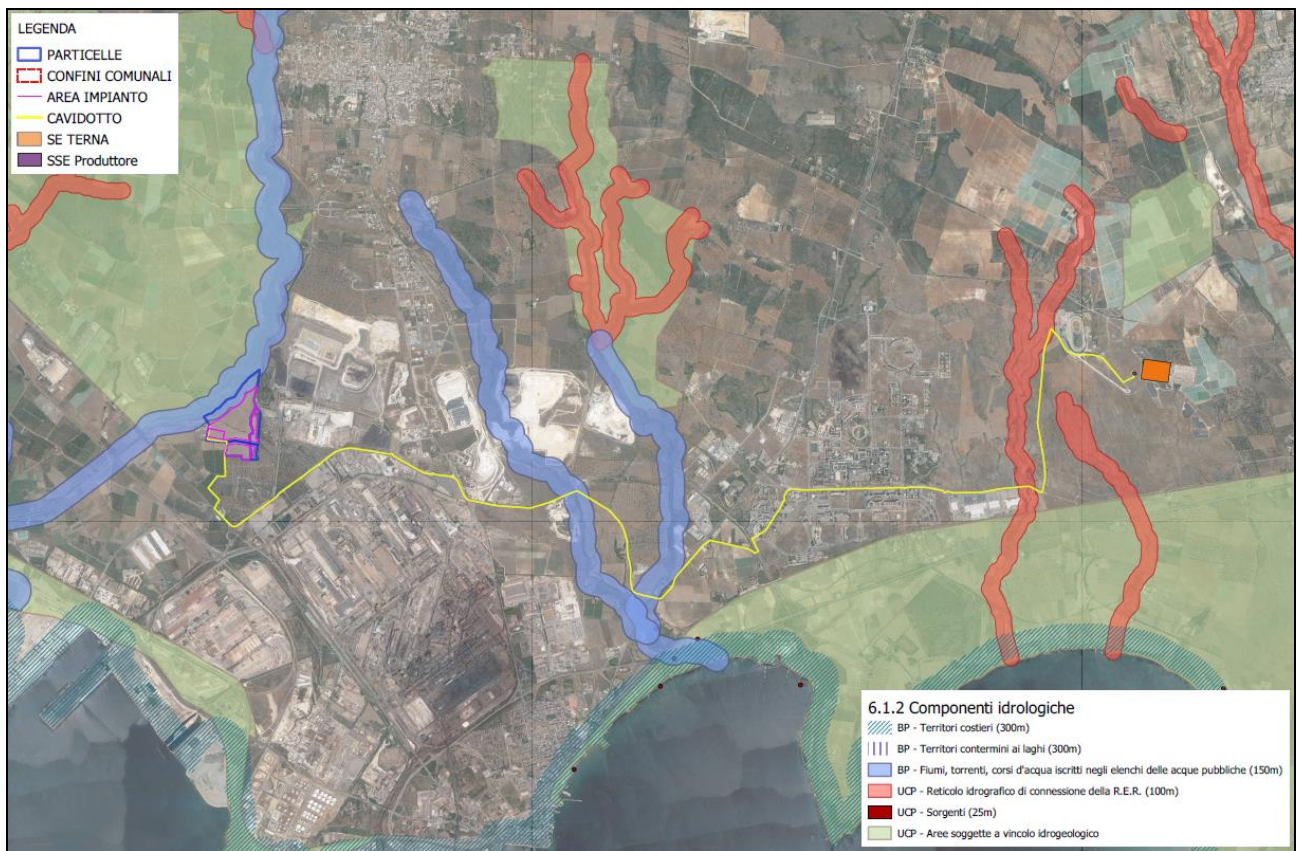 LEGENDA
PARTICELLE
CONFINI COMUNALI
AREA IMPIANTO
CAVIDOTTO
SE TERNA
SSE Produttore
6.1.2 Componenti idrologiche
BP - Territori costieri (300m)
BP - Territori contermini ai laghi (300m)
BP - Fiumi, torrenti, corsi d'acqua iscritti negli elenchi delle acque pubbliche (150m)
UCP - Reticolo idrografico di connessione della R.E.R. (100m)
UCP - Sorgenti (25m)
UCP - Aree soggette a vincolo idrogeologico